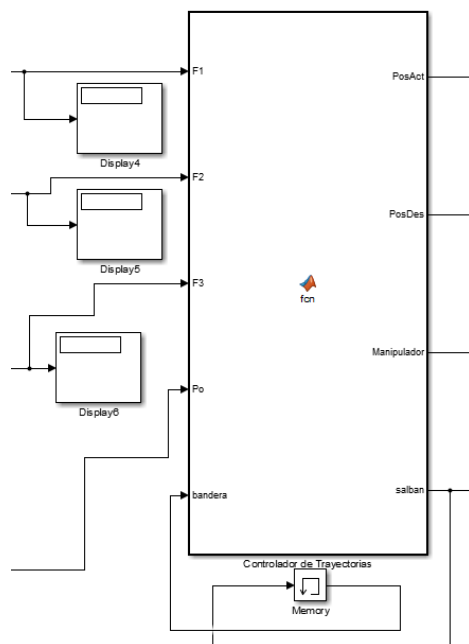 F1
PosAct
Display4
F2
PosDes
Display5
F3
fcn
Manipulador
Display6
Po
bandera
salban
Controlador de Trayectorias
Memory